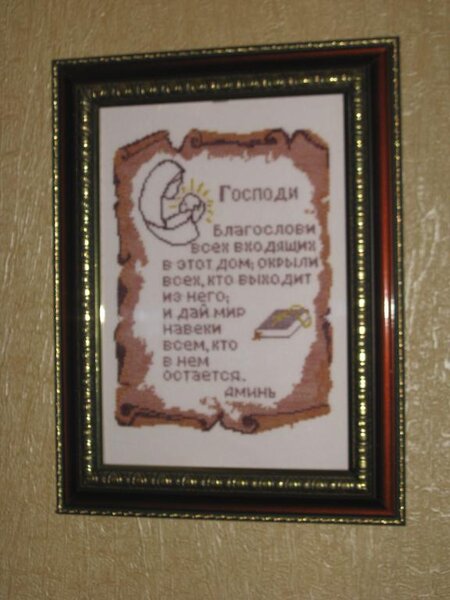 Господи
Благослови
всех входящих
в этот дом; окрыли
всех, кто выходит
из него;
и дай мир
навеки
всем, кто
в нем
остается.
Аминь